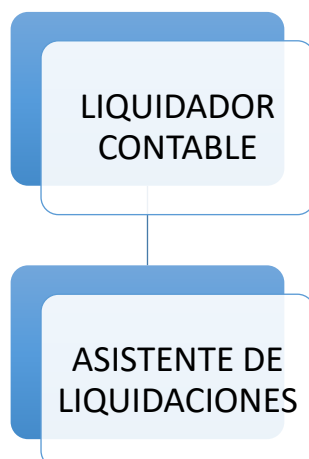 LIQUIDADOR
CONTABLE
ASISTENTE DE
LIQUIDACIONES